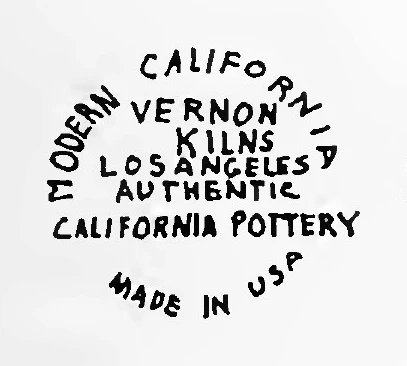 MODERN CALIFORNIA
VERNON
KILNS
LOS ANGELES
AUTHENTIC
CALIFORNIA POTTERY
MADE IN USA